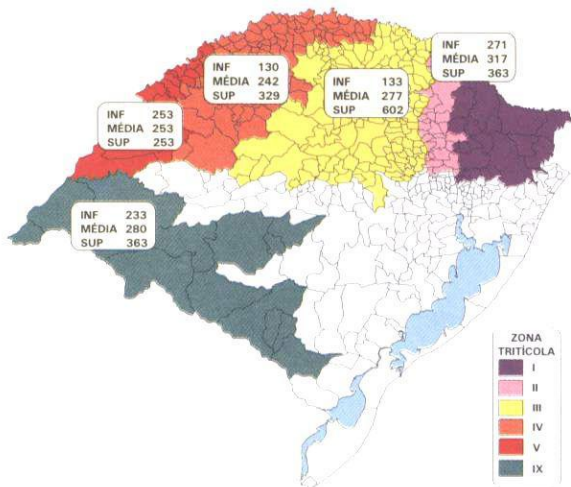 INF 271
MÉDIA 317
SUP 363
INF 130
MÉDIA 242
SUP 329
INF 133
MÉDIA 277
SUP 602
INF 253
MÉDIA 253
SUP 253
INF 233
MÉDIA 280
SUP 363
ZONA
TRITÍCOLA
I
II
III
IV
V
IX